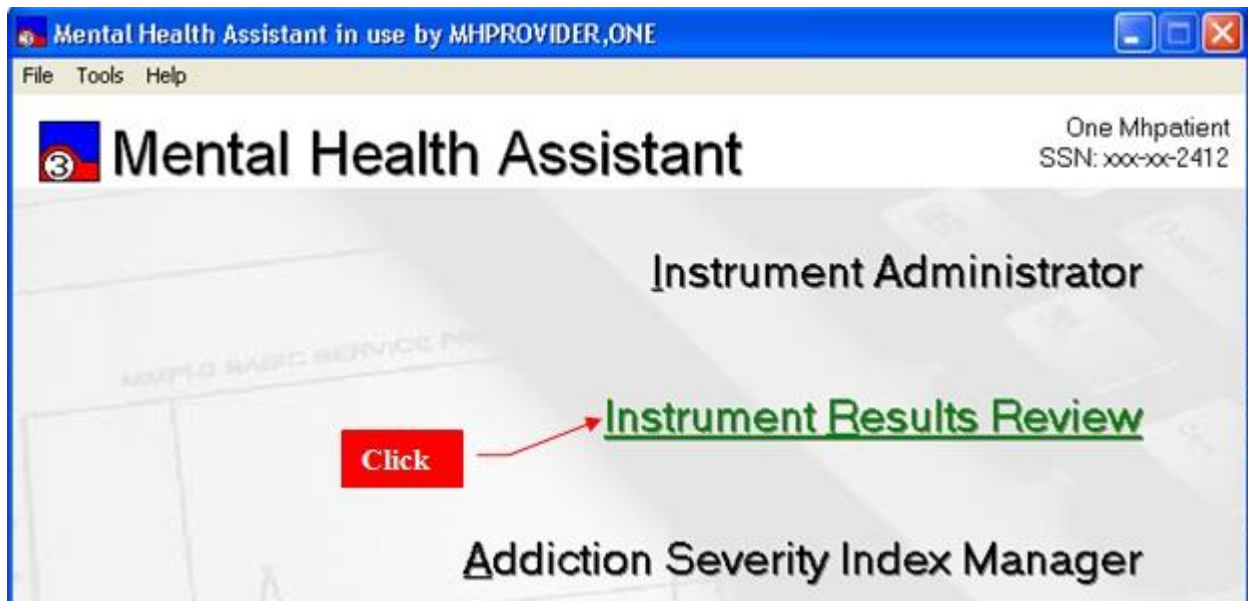 Mental Health Assistant in use by MHPROVIDER,ONE
File Tools Help
3 Mental Health Assistant
One Mhpatient
SSN: xxx-xx-2412
Instrument Administrator
Instrument Results Review
Click
Addiction Severity Index Manager